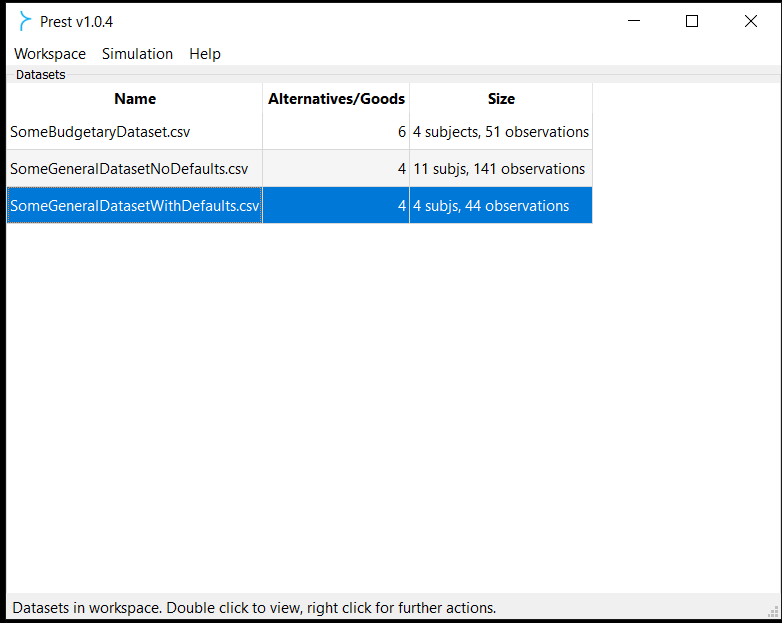 Prest v1.0.4
Workspace Simulation Help
Datasets
Name Alternatives/Goods Size
SomeBudgetaryDataset.csv 6 4 subjects, 51 observations
SomeGeneralDatasetNoDefaults.csv 4 11 subjs, 141 observations
SomeGeneralDatasetWithDefaults.csv 4 4 subjs, 44 observations
Datasets in workspace. Double click to view, right click for further actions.